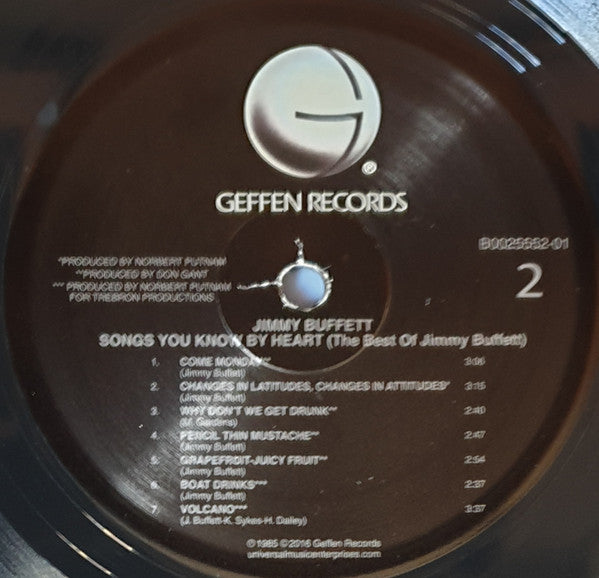 G
®
GEFFEN RECORDS
B0025552-01
2
*PRODUCED BY NORBERT PUTNAM
**PRODUCED BY DON GANT
*** PRODUCED BY NORBERT PUTNAM
FOR TREBRON PRODUCTIONS
JIMMY BUFFETT
SONGS YOU KNOW BY HEART (The Best Of Jimmy Buffett)
1. COME MONDAY** 3:06
(Jimmy Buffett)
2. CHANGES IN LATITUDES, CHANGES IN ATTITUDES* 3:15
(Jimmy Buffett)
3. WHY DON'T WE GET DRUNK** 2:40
(M. Gardens)
4. PENCIL THIN MUSTACHE** 2:47
(Jimmy Buffett)
5. GRAPEFRUIT-JUICY FRUIT** 2:54
(Jimmy Buffett)
6. BOAT DRINKS*** 2:37
(Jimmy Buffett)
7. VOLCANO*** 3:37
(J. Buffett-K. Sykes-H. Dailey)
©1985 ©2016 Geffen Records
universalmusicenterprises.com